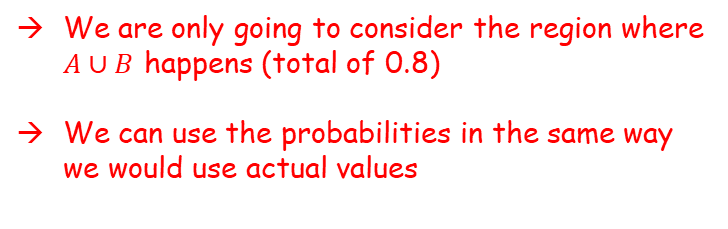 → We are only going to consider the region where
A ∪ B happens (total of 0.8)
→ We can use the probabilities in the same way
we would use actual values